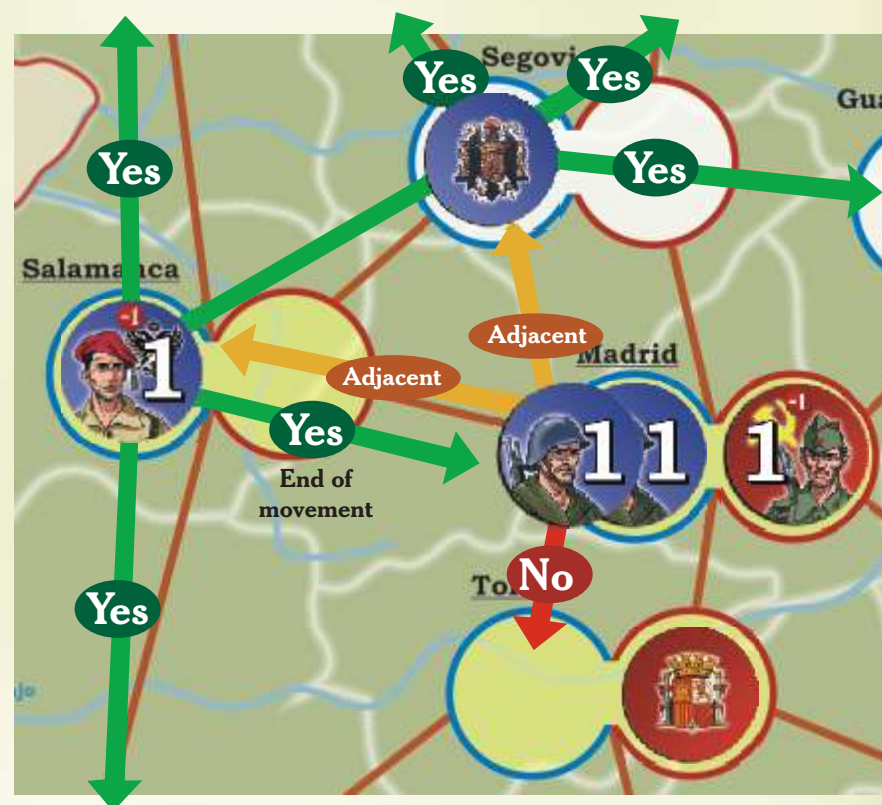 Segovi
Yes
Yes
Gua
Yes
Yes
Salamanca
-1
1
Adjacent
Madrid
Adjacent
Yes
End of
movement
1
1
1
-1
No
To
Yes
ajo